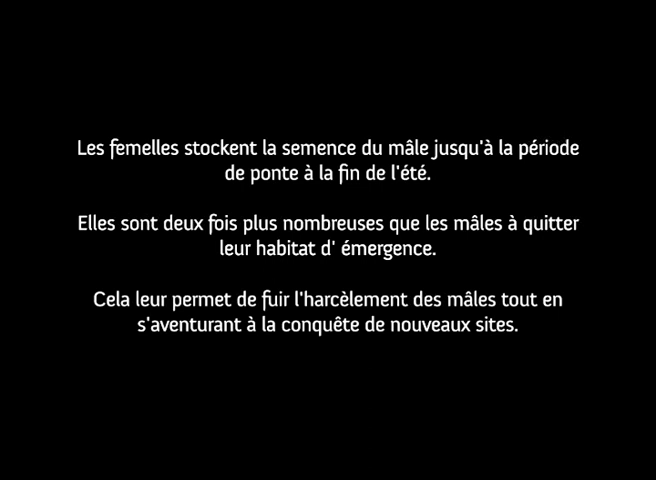 Les femelles stockent la semence du mâle jusqu'à la période
de ponte à la fin de l'été.
Elles sont deux fois plus nombreuses que les mâles à quitter
leur habitat d' émergence.
Cela leur permet de fuir l'harcèlement des mâles tout en
s'aventurant à la conquête de nouveaux sites.